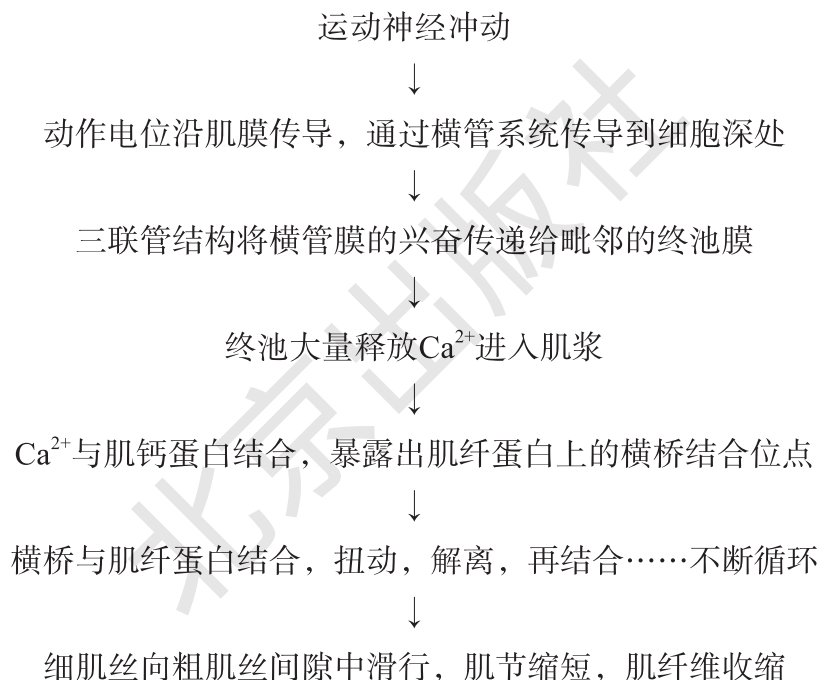 运动神经冲动
↓
动作电位沿肌膜传导，通过横管系统传导到细胞深处
↓
三联管结构将横管膜的兴奋传递给毗邻的终池膜
↓
终池大量释放Ca²⁺进入肌浆
↓
Ca²⁺与肌钙蛋白结合，暴露出肌纤蛋白上的横桥结合位点
↓
横桥与肌纤蛋白结合，扭动，解离，再结合……不断循环
↓
细肌丝向粗肌丝间隙中滑行，肌节缩短，肌纤维收缩
北京出版社